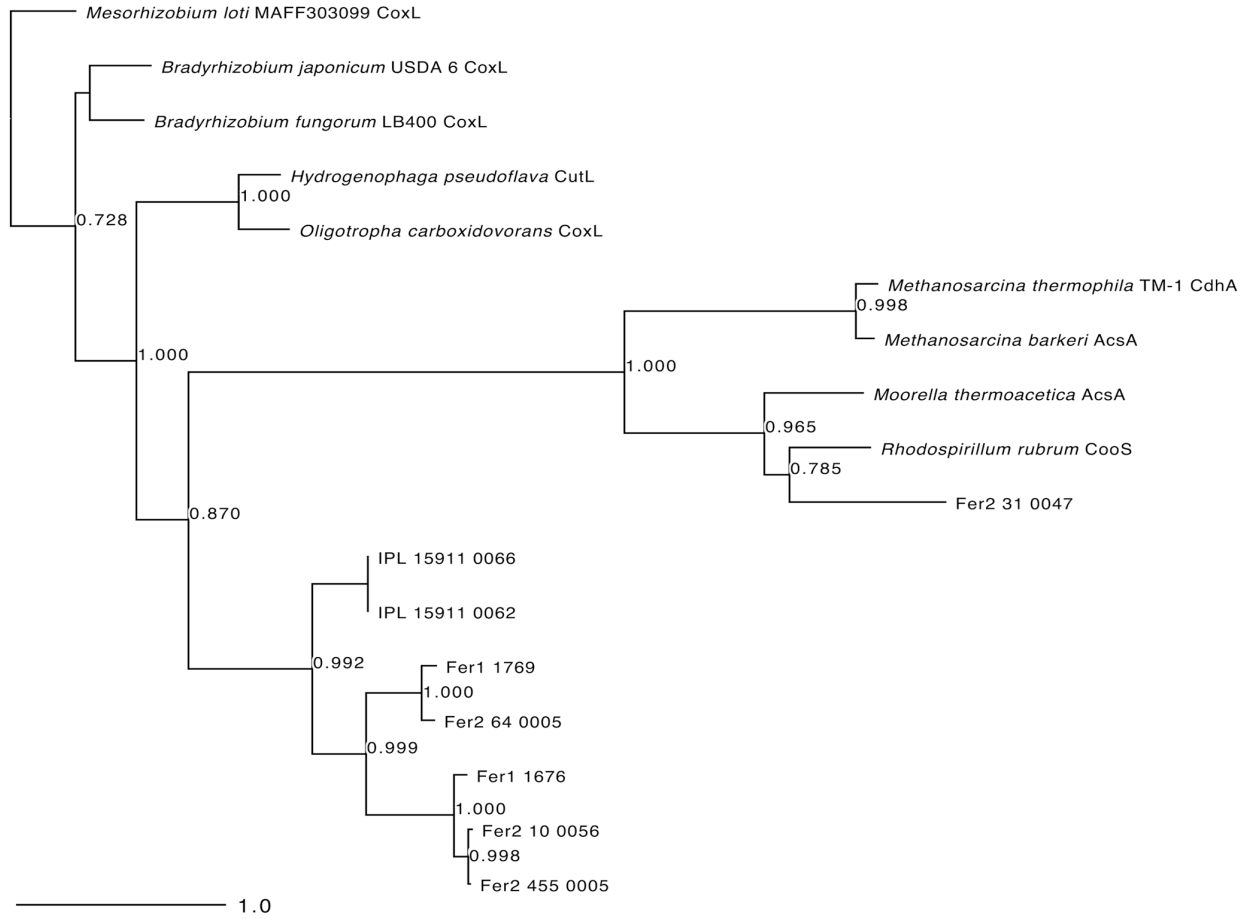 Mesorhizobium loti MAFF303099 CoxL
Bradyrhizobium japonicum USDA 6 CoxL
Bradyrhizobium fungorum LB400 CoxL
Hydrogenophaga pseudoflava CutL
1.000
0.728
Oligotropha carboxidovorans CoxL
Methanosarcina thermophila TM-1 CdhA
0.998
Methanosarcina barkeri AcsA
1.000
1.000
Moorella thermoacetica AcsA
0.965
Rhodospirillum rubrum CooS
0.785
Fer2 31 0047
0.870
IPL 15911 0066
IPL 15911 0062
0.992
Fer1 1769
1.000
Fer2 64 0005
0.999
Fer1 1676
1.000
Fer2 10 0056
0.998
Fer2 455 0005
1.0